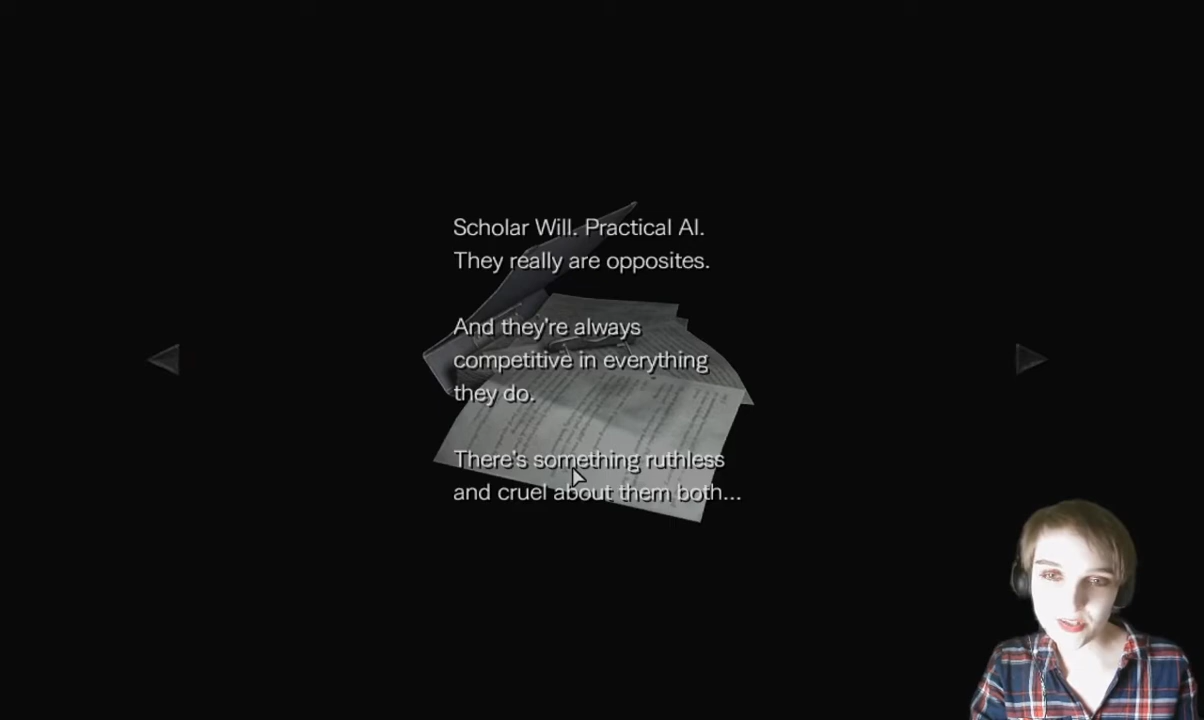 Scholar Will. Practical Al.
They really are opposites.
And they're always
competitive in everything
they do.
There's something ruthless
and cruel about them both...